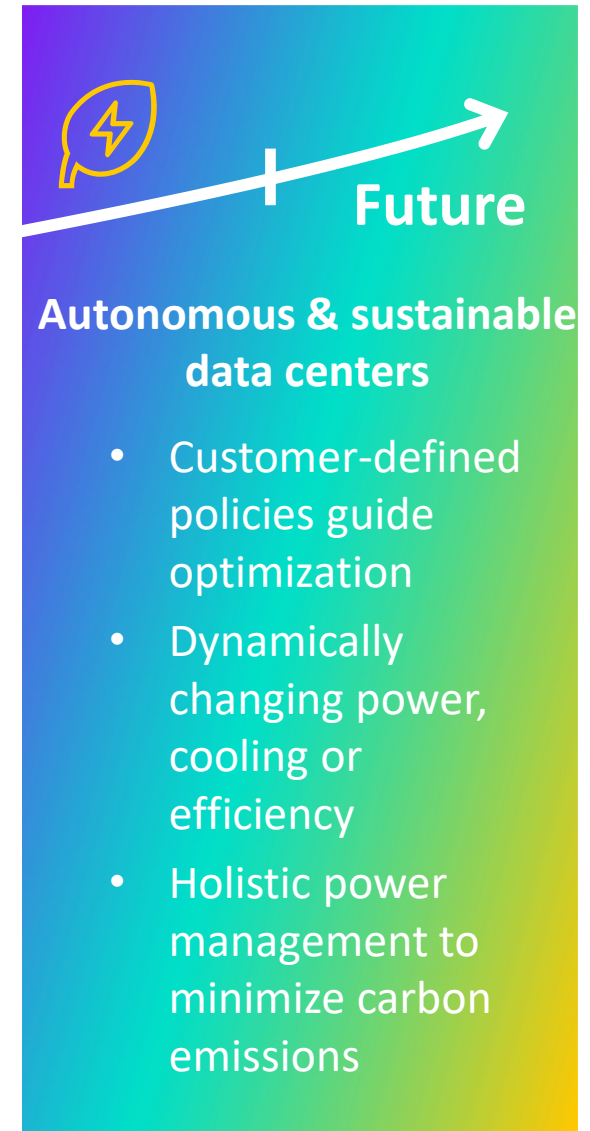 Future
Autonomous & sustainable
data centers
• Customer-defined
policies guide
optimization
• Dynamically
changing power,
cooling or
efficiency
• Holistic power
management to
minimize carbon
emissions